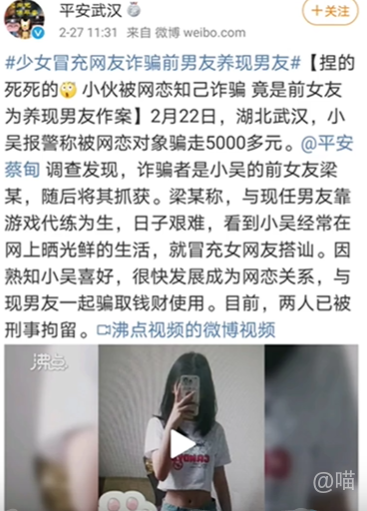 平安武汉
+关注
2-27 11:31 来自 微博 weibo.com
#少女冒充网友诈骗前男友养现男友#【捏的
死死的 小伙被网恋知己诈骗 竟是前女友
为养现男友作案】2月22日，湖北武汉，小
吴报警称被网恋对象骗走5000多元。@平安
蔡甸 调查发现，诈骗者是小吴的前女友梁
某，随后将其抓获。梁某称，与现任男友靠
游戏代练为生，日子艰难，看到小吴经常在
网上晒光鲜的生活，就冒充女网友搭讪。因
熟知小吴喜好，很快发展成为网恋关系，与
现男友一起骗取钱财使用。目前，两人已被
刑事拘留。沸点视频的微博视频
沸点
@喵